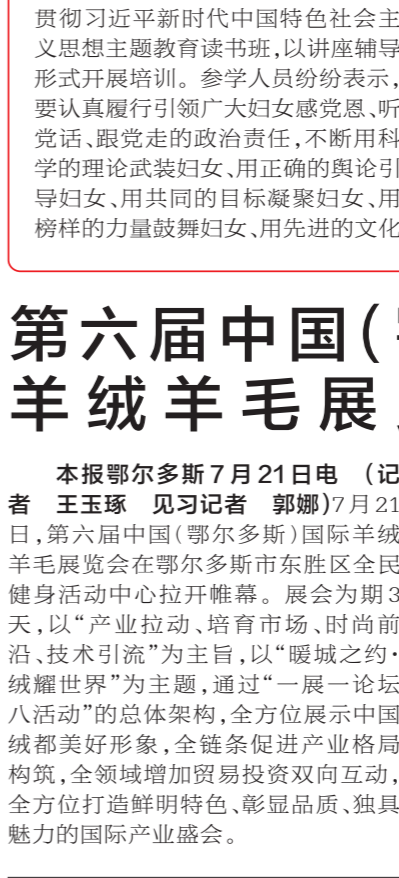 贯彻习近平新时代中国特色社会主
义思想主题教育读书班,以讲座辅导
形式开展培训。参学人员纷纷表示,
要认真履行引领广大妇女感党恩、听
党话、跟党走的政治责任,不断用科
学的理论武装妇女、用正确的舆论引
导妇女、用共同的目标凝聚妇女、用
榜样的力量鼓舞妇女、用先进的文化
第六届中国(
羊绒羊毛展
本报鄂尔多斯7月21日电 (记
者 王玉琢 见习记者 郭娜)7月21
日,第六届中国(鄂尔多斯)国际羊绒
羊毛展览会在鄂尔多斯市东胜区全民
健身活动中心拉开帷幕。展会为期3
天,以“产业拉动、培育市场、时尚前
沿、技术引流”为主旨,以“暖城之约·
绒耀世界”为主题,通过“一展一论坛
八活动”的总体架构,全方位展示中国
绒都美好形象,全链条促进产业格局
构筑,全领域增加贸易投资双向互动,
全方位打造鲜明特色、彰显品质、独具
魅力的国际产业盛会。